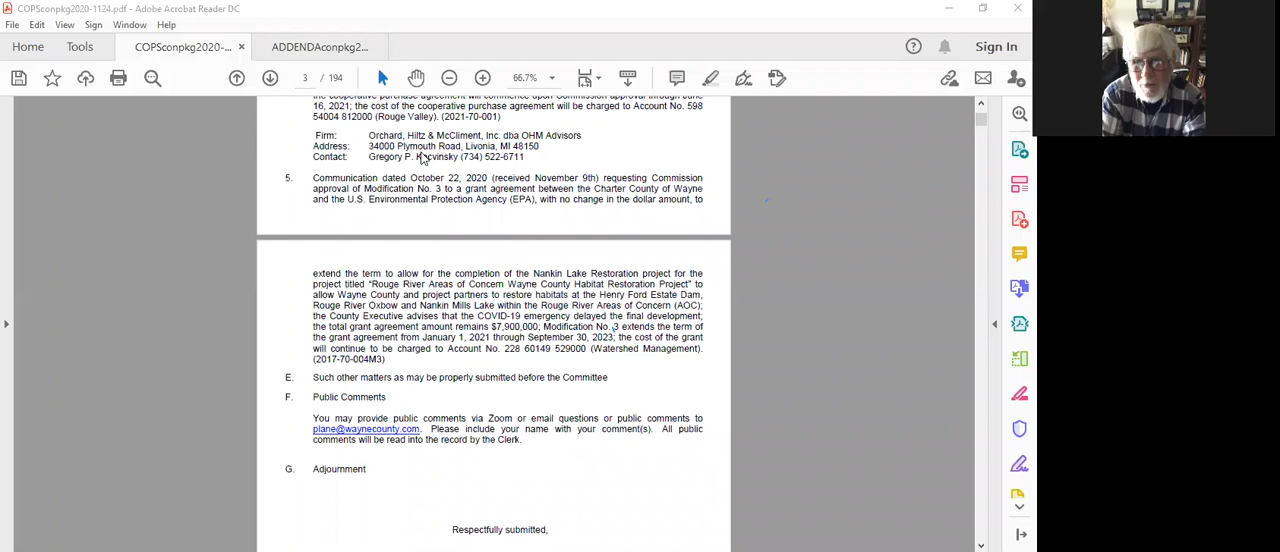 COPSconpkg2020-1124.pdf - Adobe Acrobat Reader DC
File Edit View Sign Window Help
Home Tools COPSconpkg2020-... × ADDENDAconpkg2... Sign In
3 / 194 66.7%
the cooperative purchase agreement will commence upon Commission approval through June
16, 2021; the cost of the cooperative purchase agreement will be charged to Account No. 598
54004 812000 (Rouge Valley). (2021-70-001)
Firm: Orchard, Hiltz & McCliment, Inc. dba OHM Advisors
Address: 34000 Plymouth Road, Livonia, MI 48150
Contact: Gregory P. (734) 522-6711
5. Communication dated October 22, 2020 (received November 9th) requesting Commission
approval of Modification No. 3 to a grant agreement between the Charter County of Wayne
and the U.S. Environmental Protection Agency (EPA), with no change in the dollar amount, to
extend the term to allow for the completion of the Nankin Lake Restoration project for the
project titled “Rouge River Areas of Concern Wayne County Habitat Restoration Project” to
allow Wayne County and project partners to restore habitats at the Henry Ford Estate Dam,
Rouge River Oxbow and Nankin Mills Lake within the Rouge River Areas of Concern (AOC);
the County Executive advises that the COVID-19 emergency delayed the final development;
the total grant agreement amount remains $7,900,000; Modification No. 3 extends the term of
the grant agreement from January 1, 2021 through September 30, 2023; the cost of the grant
will continue to be charged to Account No. 228 60149 529000 (Watershed Management).
(2017-70-004M3)
E. Such other matters as may be properly submitted before the Committee
F. Public Comments
You may provide public comments via Zoom or email questions or public comments to
plane@waynecounty.com. Please include your name with your comment(s). All public
comments will be read into the record by the Clerk.
G. Adjournment
Respectfully submitted,